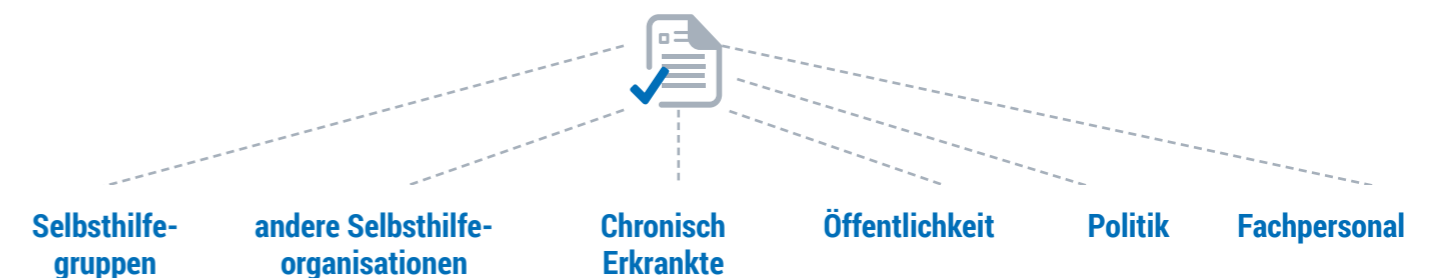 Selbsthilfe-
gruppen
andere Selbsthilfe-
organisationen
Chronisch
Erkrankte
Öffentlichkeit
Politik
Fachpersonal